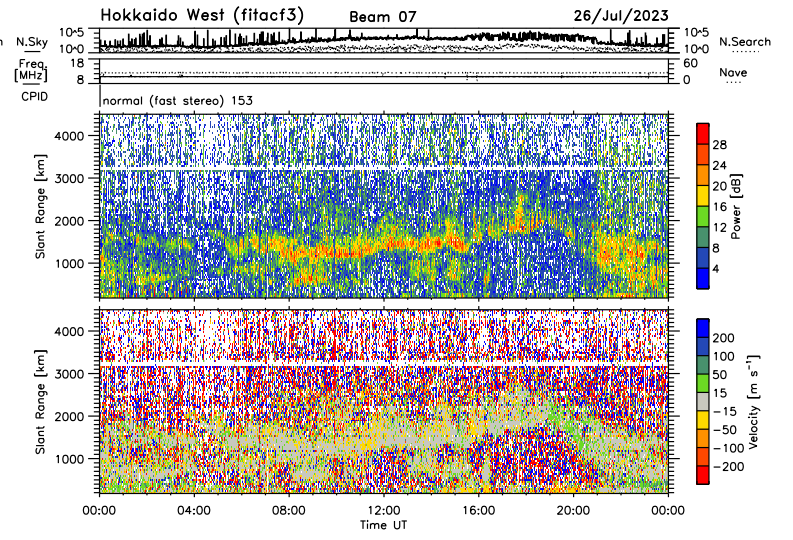 Hokkaido West (fitacf3) Beam 07 26/Jul/2023
n N.Sky 10^5 10^5 N.Search
10^0 10^0
Freq. 18 60 Nave
[MHz] 8 0
CPID normal (fast stereo) 153
Slant Range [km]
4000
3000
2000
1000
28
24
20
16
12
8
4
Power [dB]
Slant Range [km]
4000
3000
2000
1000
200
100
50
15
-15
-50
-100
-200
Velocity [m s⁻¹]
00:00 04:00 08:00 12:00 16:00 20:00 00:00
Time UT